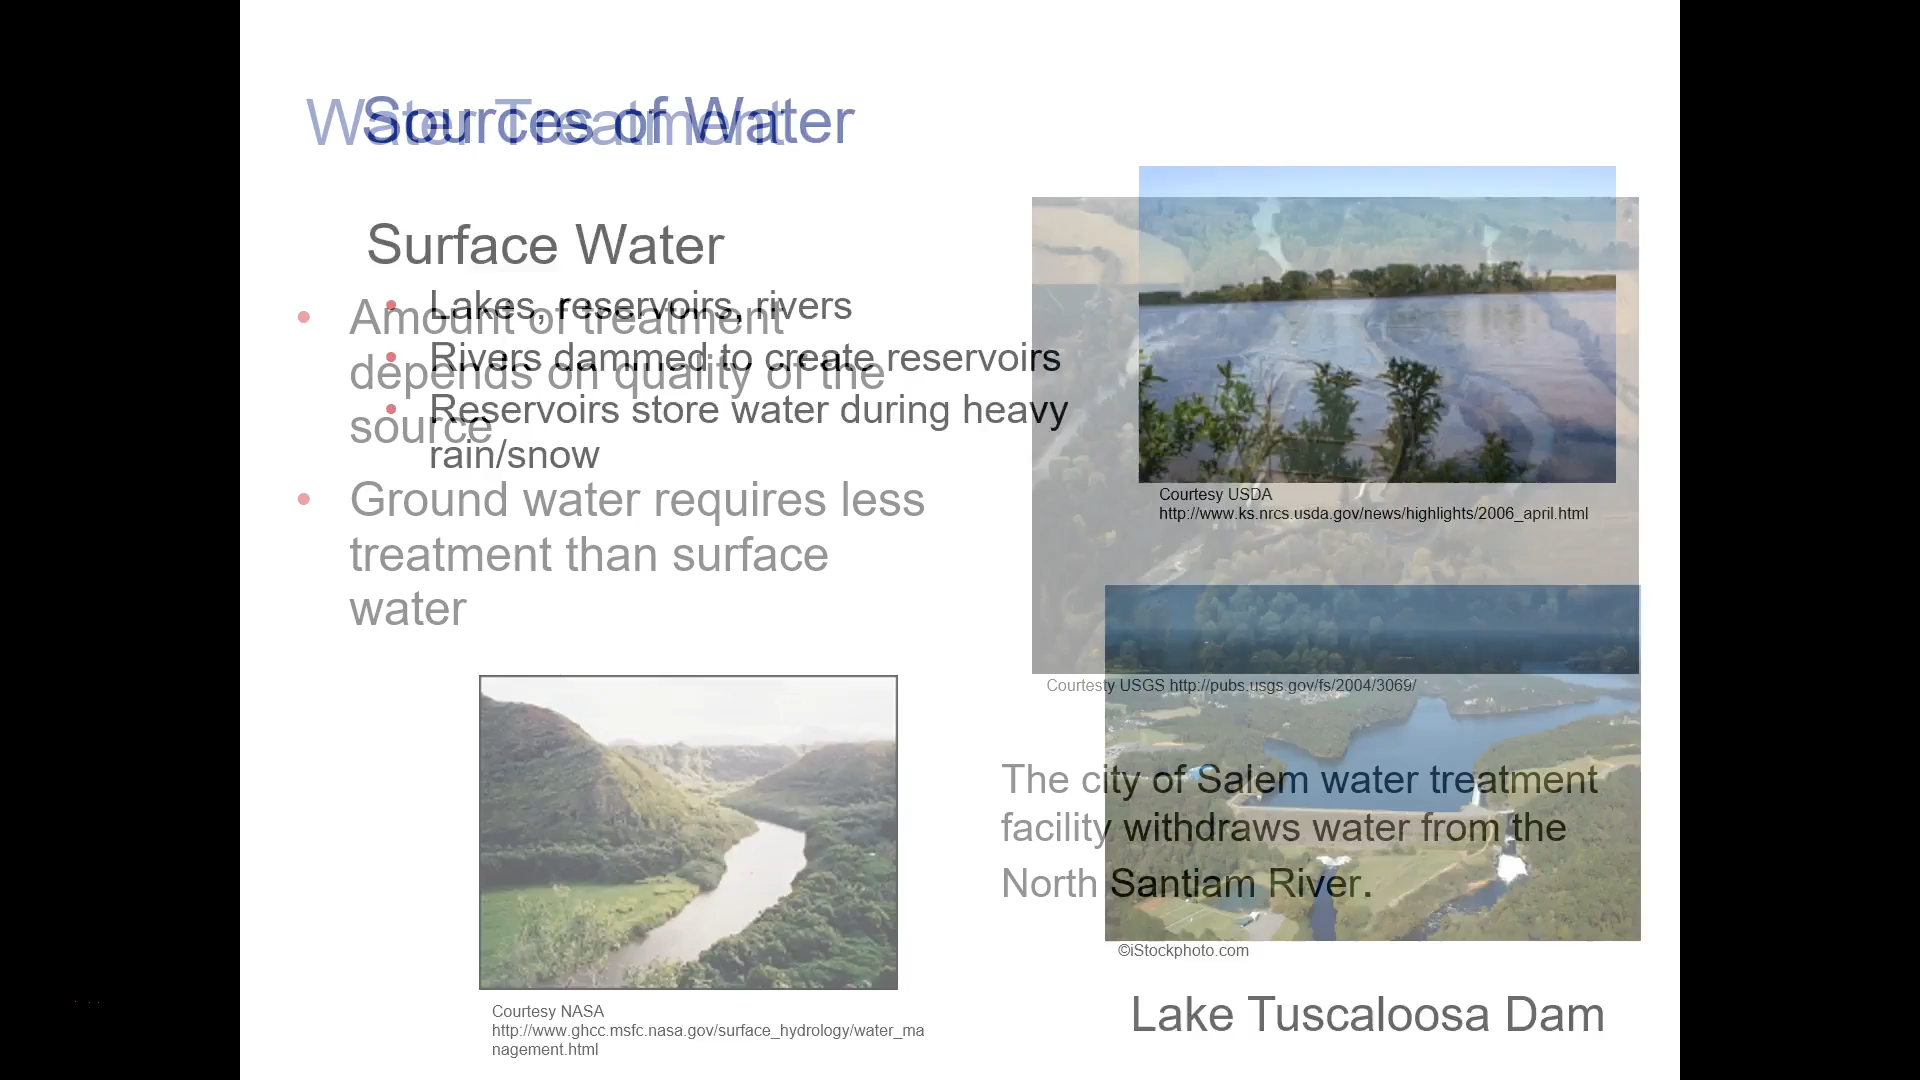 Sources of Water
Surface Water
• Lakes, reservoirs, rivers
• Rivers dammed to create reservoirs
• Reservoirs store water during heavy
rain/snow
Courtesy USDA
http://www.ks.nrcs.usda.gov/news/highlights/2006_april.html
©iStockphoto.com
Lake Tuscaloosa Dam
Courtesy NASA
http://www.ghcc.msfc.nasa.gov/surface_hydrology/water_ma
nagement.html
Water Treatment
• Amount of treatment
depends on quality of the
source
• Ground water requires less
treatment than surface
water
Courtesty USGS http://pubs.usgs.gov/fs/2004/3069/
The city of Salem water treatment
facility withdraws water from the
North Santiam River.